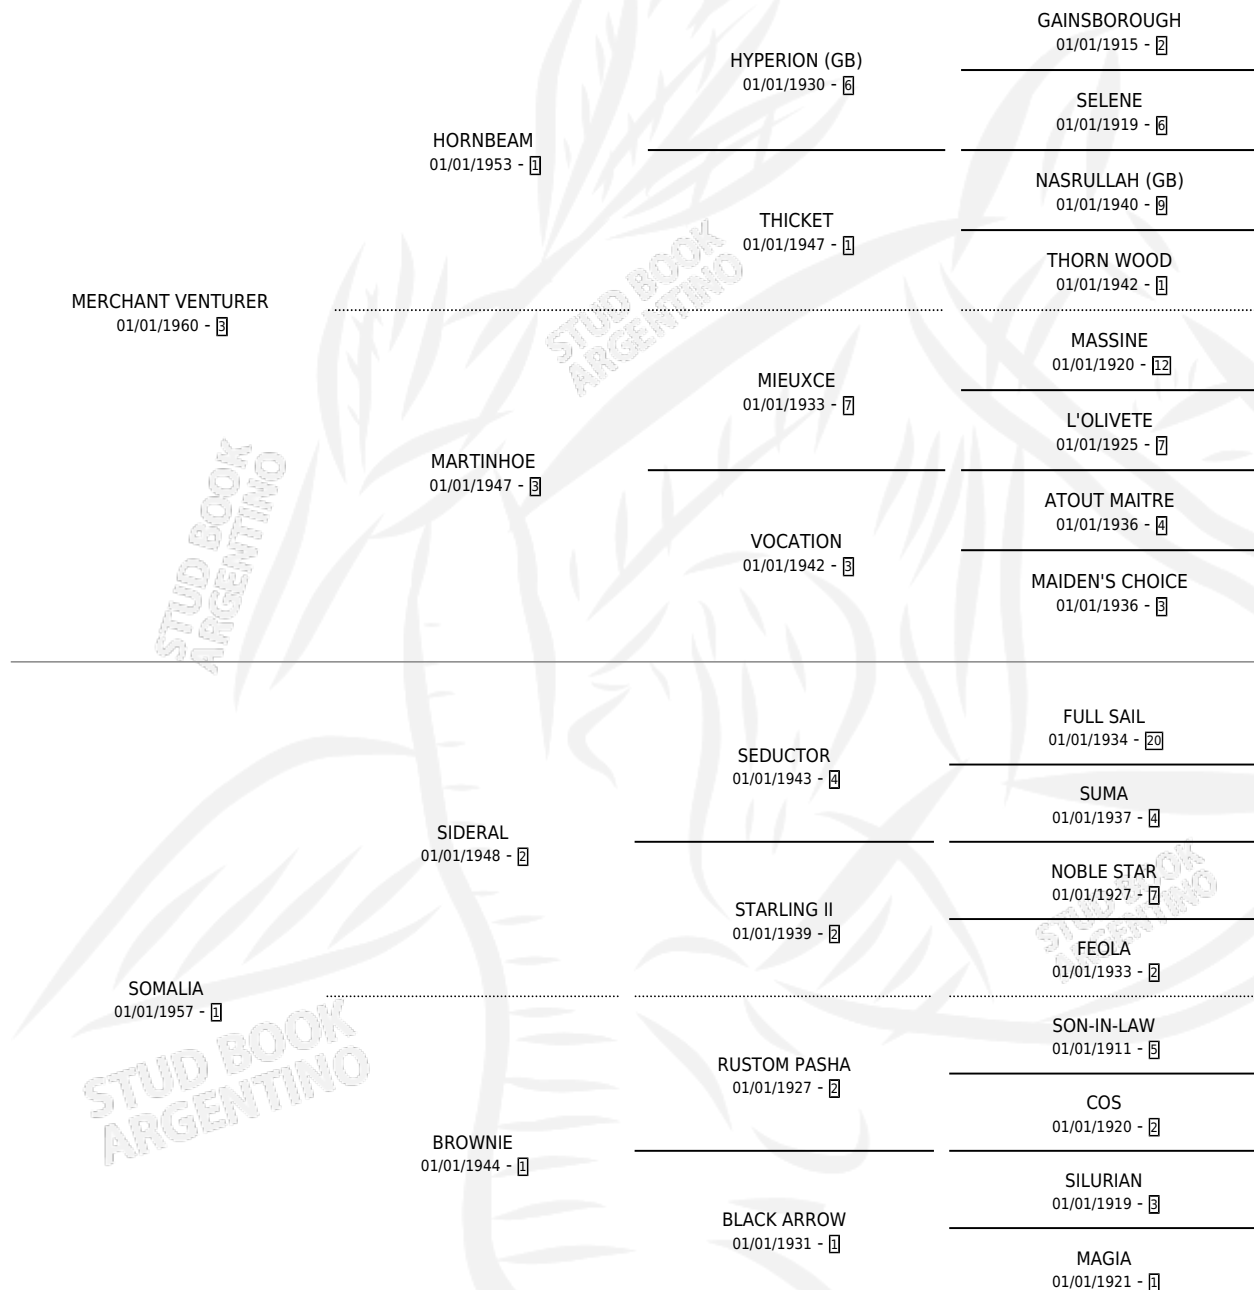 GAINSBOROUGH
01/01/1915 - 2
HYPERION (GB)
01/01/1930 - 6
SELENE
01/01/1919 - 6
HORNBEAM
01/01/1953 - 1
NASRULLAH (GB)
01/01/1940 - 9
THICKET
01/01/1947 - 1
THORN WOOD
01/01/1942 - 1
MERCHANT VENTURER
01/01/1960 - 3
MASSINE
01/01/1920 - 12
MIEUXCE
01/01/1933 - 7
L'OLIVETE
01/01/1925 - 7
MARTINHOE
01/01/1947 - 3
ATOUT MAITRE
01/01/1936 - 4
VOCATION
01/01/1942 - 3
MAIDEN'S CHOICE
01/01/1936 - 3
FULL SAIL
01/01/1934 - 20
SEDUCTOR
01/01/1943 - 4
SUMA
01/01/1937 - 4
SIDERAL
01/01/1948 - 2
NOBLE STAR
01/01/1927 - 7
STARLING II
01/01/1939 - 2
FEOLA
01/01/1933 - 2
SOMALIA
01/01/1957 - 1
SON-IN-LAW
01/01/1911 - 5
RUSTOM PASHA
01/01/1927 - 2
COS
01/01/1920 - 2
BROWNIE
01/01/1944 - 1
SILURIAN
01/01/1919 - 3
BLACK ARROW
01/01/1931 - 1
MAGIA
01/01/1921 - 1
STUD BOOK
ARGENTINO
STUD BOOK
ARGENTINO
STUD BOOK
ARGENTINO
STUD BOOK
ARGENTINO